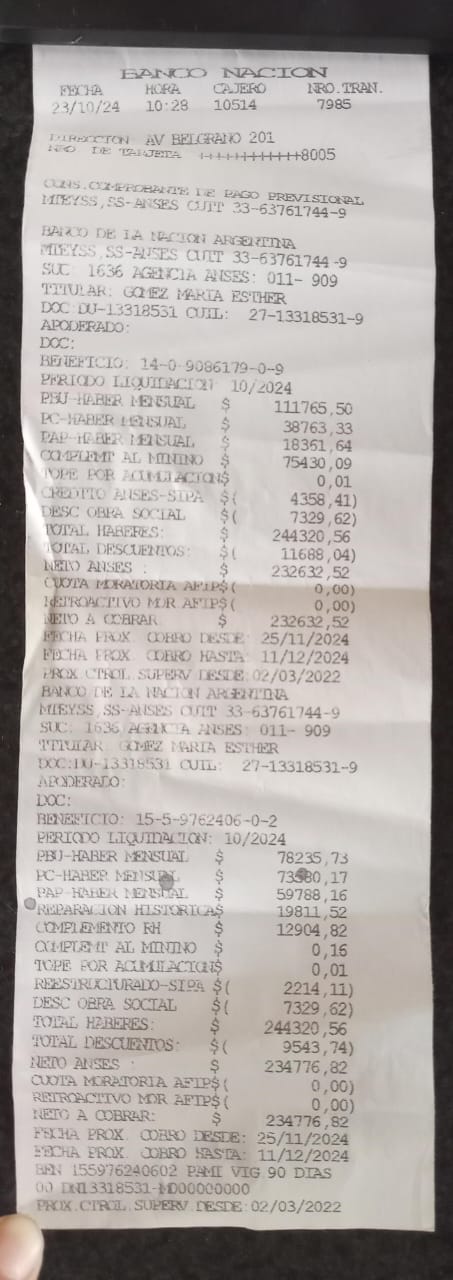 BANCO NACION
FECHA HORA CAJERO NRO.TRAN.
23/10/24 10:28 10514 7985
DIRECCION AV BELGRANO 201
NRO DE TARJETA +++++++++++8005
CONS.COMPROBANTE DE PAGO PREVISIONAL
MTEYSS,SS-ANSES CUIT 33-63761744-9
BANCO DE LA NACION ARGENTINA
MTEYSS,SS-ANSES CUIT 33-63761744-9
SUC: 1636 AGENCIA ANSES: 011- 909
TITULAR: GOMEZ MARIA ESTHER
DOC:DU-13318531 CUIL: 27-13318531-9
APODERADO:
DOC:
BENEFICIO: 14-0-9086179-0-9
PERIODO LIQUIDACION: 10/2024
PBU-HABER MENSUAL $ 111765,50
PC-HABER MENSUAL $ 38763,33
PAP-HABER MENSUAL $ 18361,64
COMPLEMT AL MININO $ 75430,09
TOPE POR ACUMULACION$ 0,01
CREDITO ANSES-SIPA $( 4358,41)
DESC OBRA SOCIAL $( 7329,62)
TOTAL HABERES: $ 244320,56
TOTAL DESCUENTOS: $( 11688,04)
NETO ANSES : $ 232632,52
CUOTA MORATORIA AFIP$( 0,00)
RETROACTIVO MOR AFIP$( 0,00)
NETO A COBRAR: $ 232632,52
FECHA PROX. COBRO DESDE: 25/11/2024
FECHA PROX. COBRO HASTA: 11/12/2024
PROX.CTROL.SUPERV.DESDE:02/03/2022
BANCO DE LA NACION ARGENTINA
MTEYSS,SS-ANSES CUIT 33-63761744-9
SUC: 1636 AGENCIA ANSES: 011- 909
TITULAR: GOMEZ MARIA ESTHER
DOC:DU-13318531 CUIL: 27-13318531-9
APODERADO:
DOC:
BENEFICIO: 15-5-9762406-0-2
PERIODO LIQUIDACION: 10/2024
PBU-HABER MENSUAL $ 78235,73
PC-HABER MENSUAL $ 73580,17
PAP-HABER MENSUAL $ 59788,16
REPARACION HISTORICA$ 19811,52
COMPLEMENTO RH $ 12904,82
COMPLEMT AL MININO $ 0,16
TOPE POR ACUMULACION$ 0,01
REESTRUCTURADO-SIPA $( 2214,11)
DESC OBRA SOCIAL $( 7329,62)
TOTAL HABERES: $ 244320,56
TOTAL DESCUENTOS: $( 9543,74)
NETO ANSES : $ 234776,82
CUOTA MORATORIA AFIP$( 0,00)
RETROACTIVO MOR AFIP$( 0,00)
NETO A COBRAR: $ 234776,82
FECHA PROX. COBRO DESDE: 25/11/2024
FECHA PROX. COBRO HASTA: 11/12/2024
BEN 155976240602 PAMI VIG 90 DIAS
00 DNI13318531-MD00000000
PROX.CTROL.SUPERV.DESDE:02/03/2022